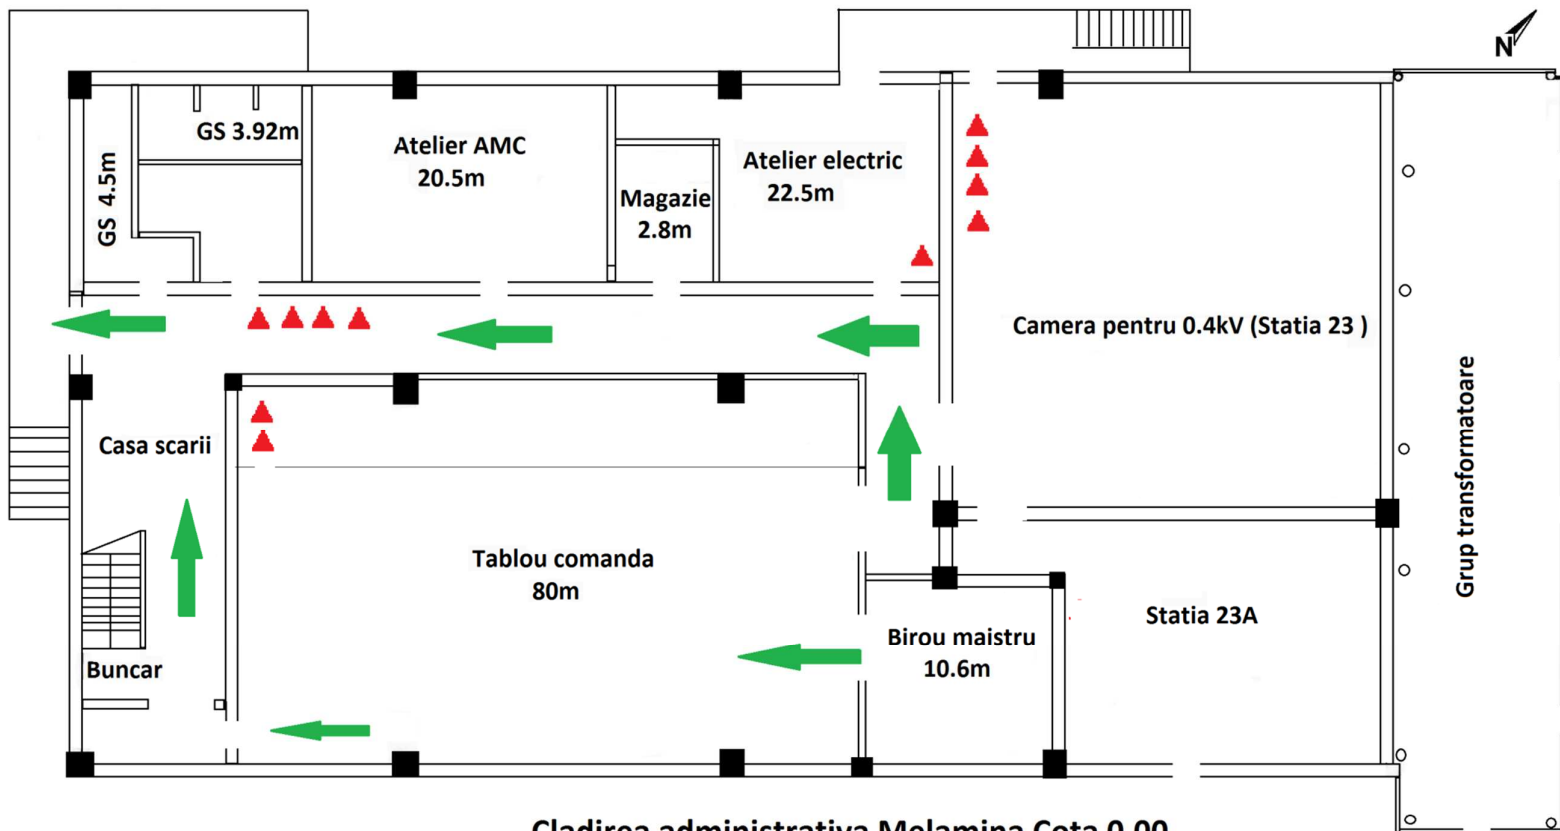 N
GS 3.92m
GS 4.5m
Atelier AMC
20.5m
Magazie
2.8m
Atelier electric
22.5m
Camera pentru 0.4kV (Statia 23 )
Grup transformatoare
Casa scarii
Tablou comanda
80m
Birou maistru
10.6m
Statia 23A
Buncar
Cladirea administrativa Melamina Cota 0.00